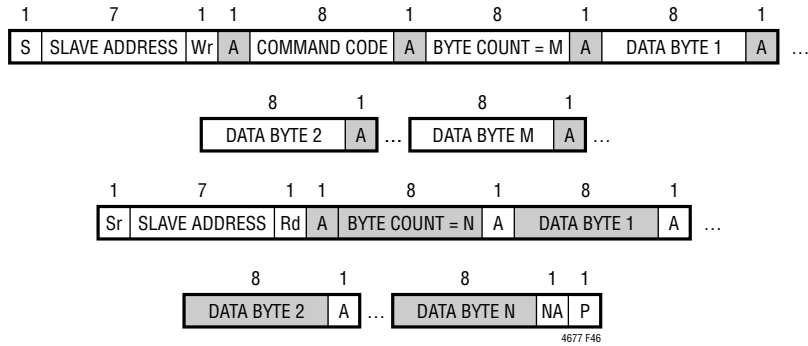 1 7 1 1 8 1 8 1 8 1
S SLAVE ADDRESS Wr A COMMAND CODE A BYTE COUNT = M A DATA BYTE 1 A …
8 1 8 1
DATA BYTE 2 A … DATA BYTE M A …
1 7 1 1 8 1 8 1
Sr SLAVE ADDRESS Rd A BYTE COUNT = N A DATA BYTE 1 A …
8 1 8 1 1
DATA BYTE 2 A … DATA BYTE N NA P
4677 F46